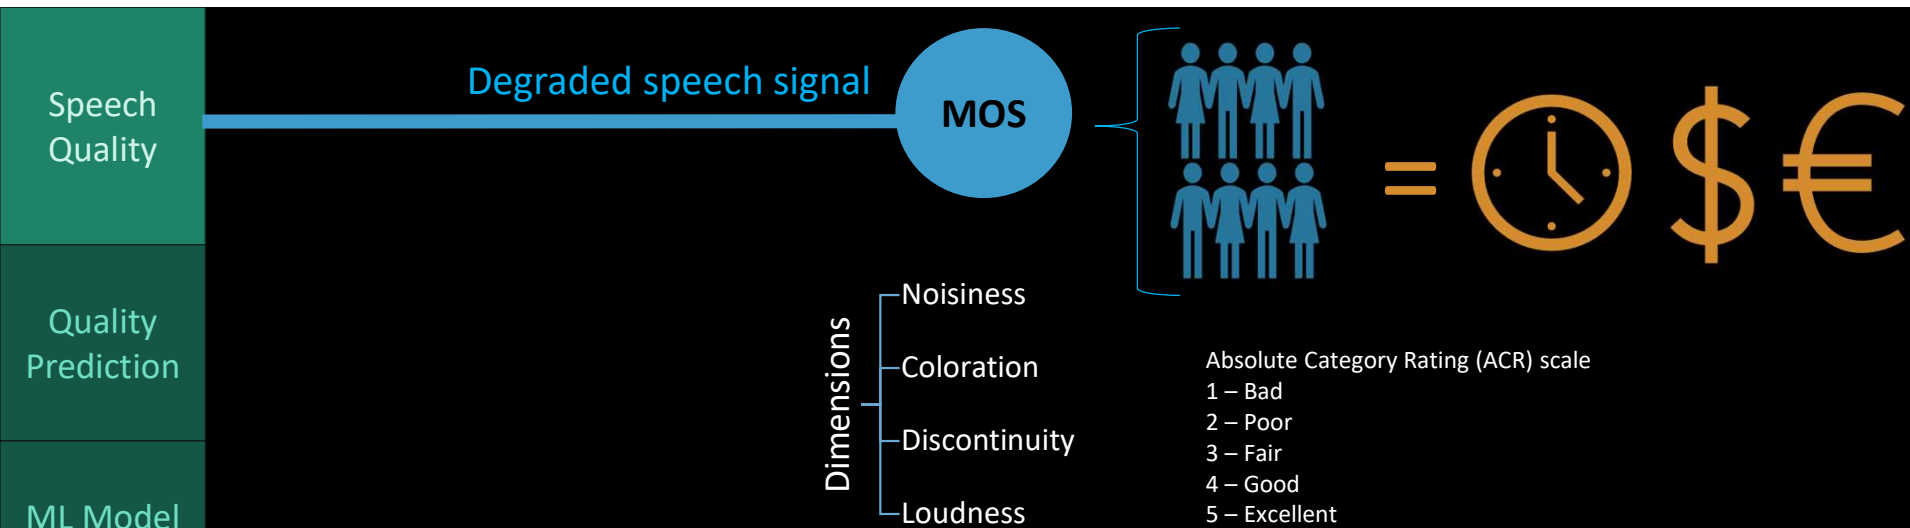 Speech
Quality
Quality
Prediction
ML Model
Degraded speech signal
MOS
= $ €
Dimensions
Noisiness
Coloration
Discontinuity
Loudness
Absolute Category Rating (ACR) scale
1 – Bad
2 – Poor
3 – Fair
4 – Good
5 – Excellent